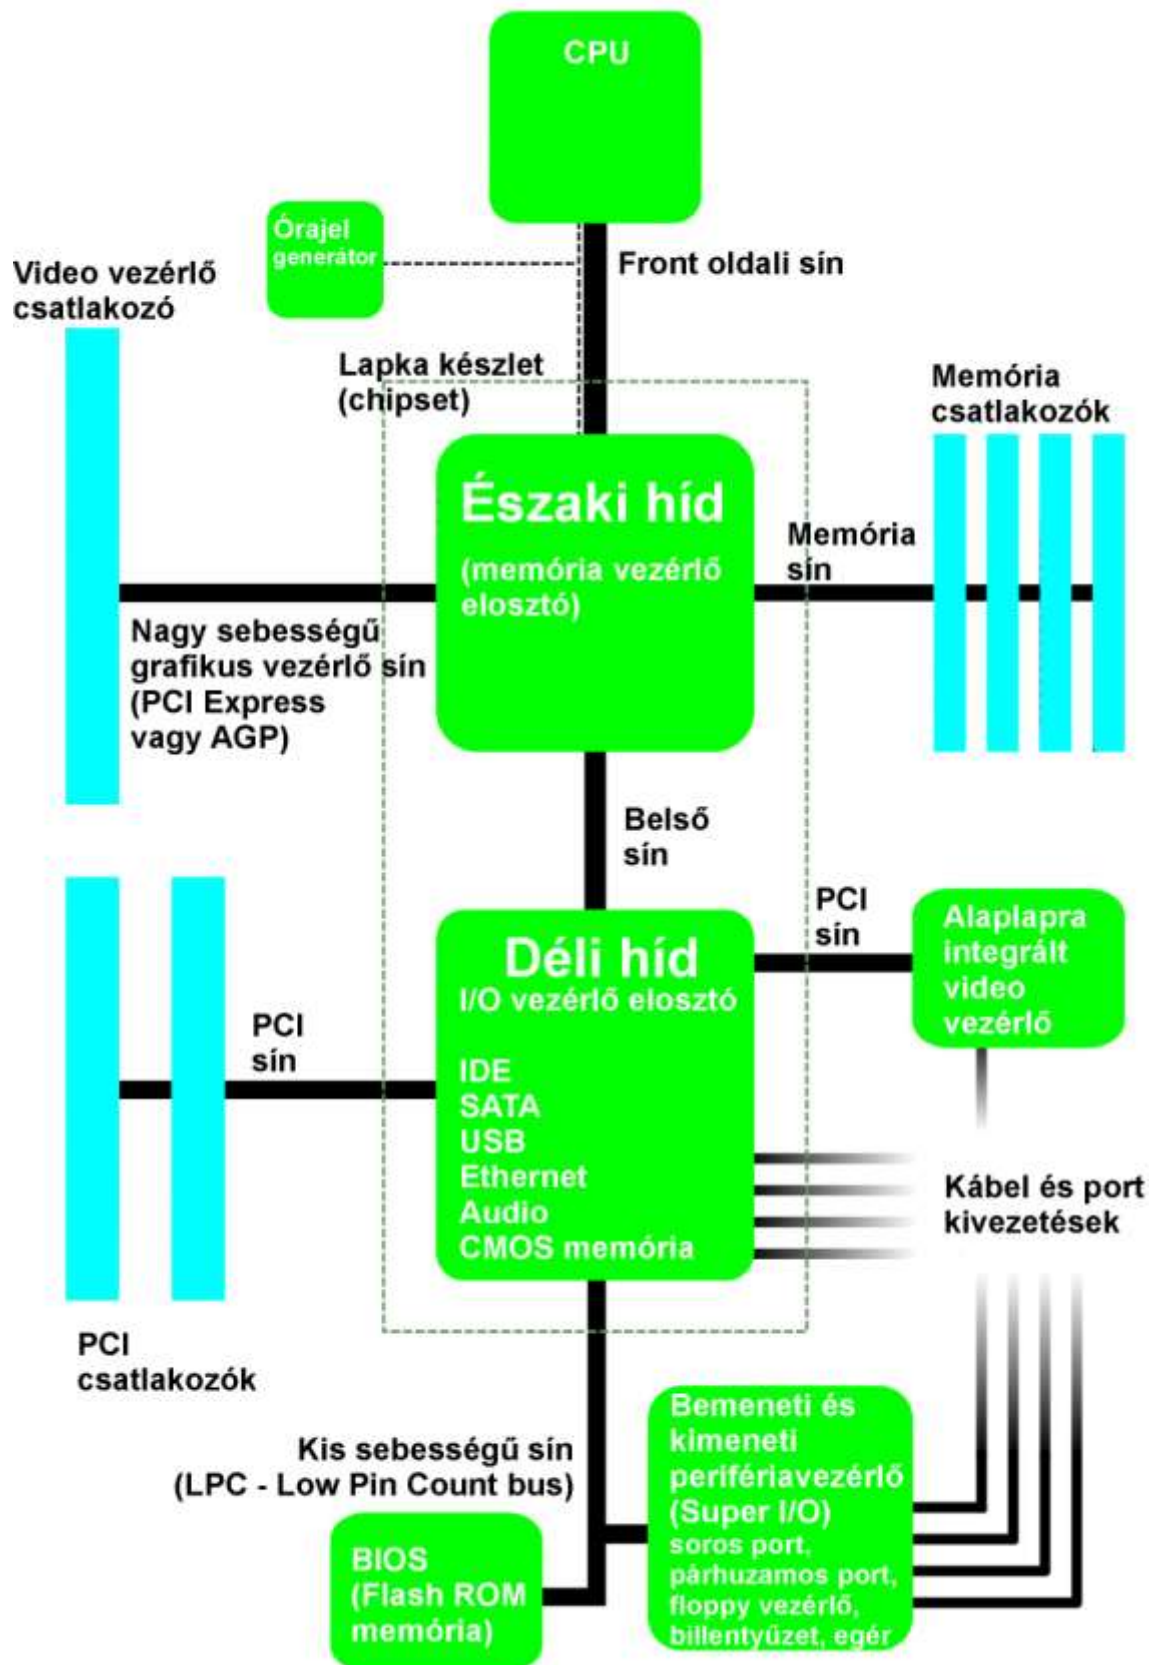 CPU
Órajel
generátor
Front oldali sín
Video vezérlő
csatlakozó
Lapka készlet
(chipset)
Memória
csatlakozók
Északi híd
(memória vezérlő
elosztó)
Memória
sín
Nagy sebességű
grafikus vezérlő sín
(PCI Express
vagy AGP)
Belső
sín
PCI
sín
Alaplapra
integrált
video
vezérlő
Déli híd
I/O vezérlő elosztó
IDE
SATA
USB
Ethernet
Audio
CMOS memória
PCI
sín
Kábel és port
kivezetések
PCI
csatlakozók
Kis sebességű sín
(LPC - Low Pin Count bus)
Bemeneti és
kimeneti
perifériavezérlő
(Super I/O)
soros port,
párhuzamos port,
floppy vezérlő,
billentyűzet, egér
BIOS
(Flash ROM
memória)